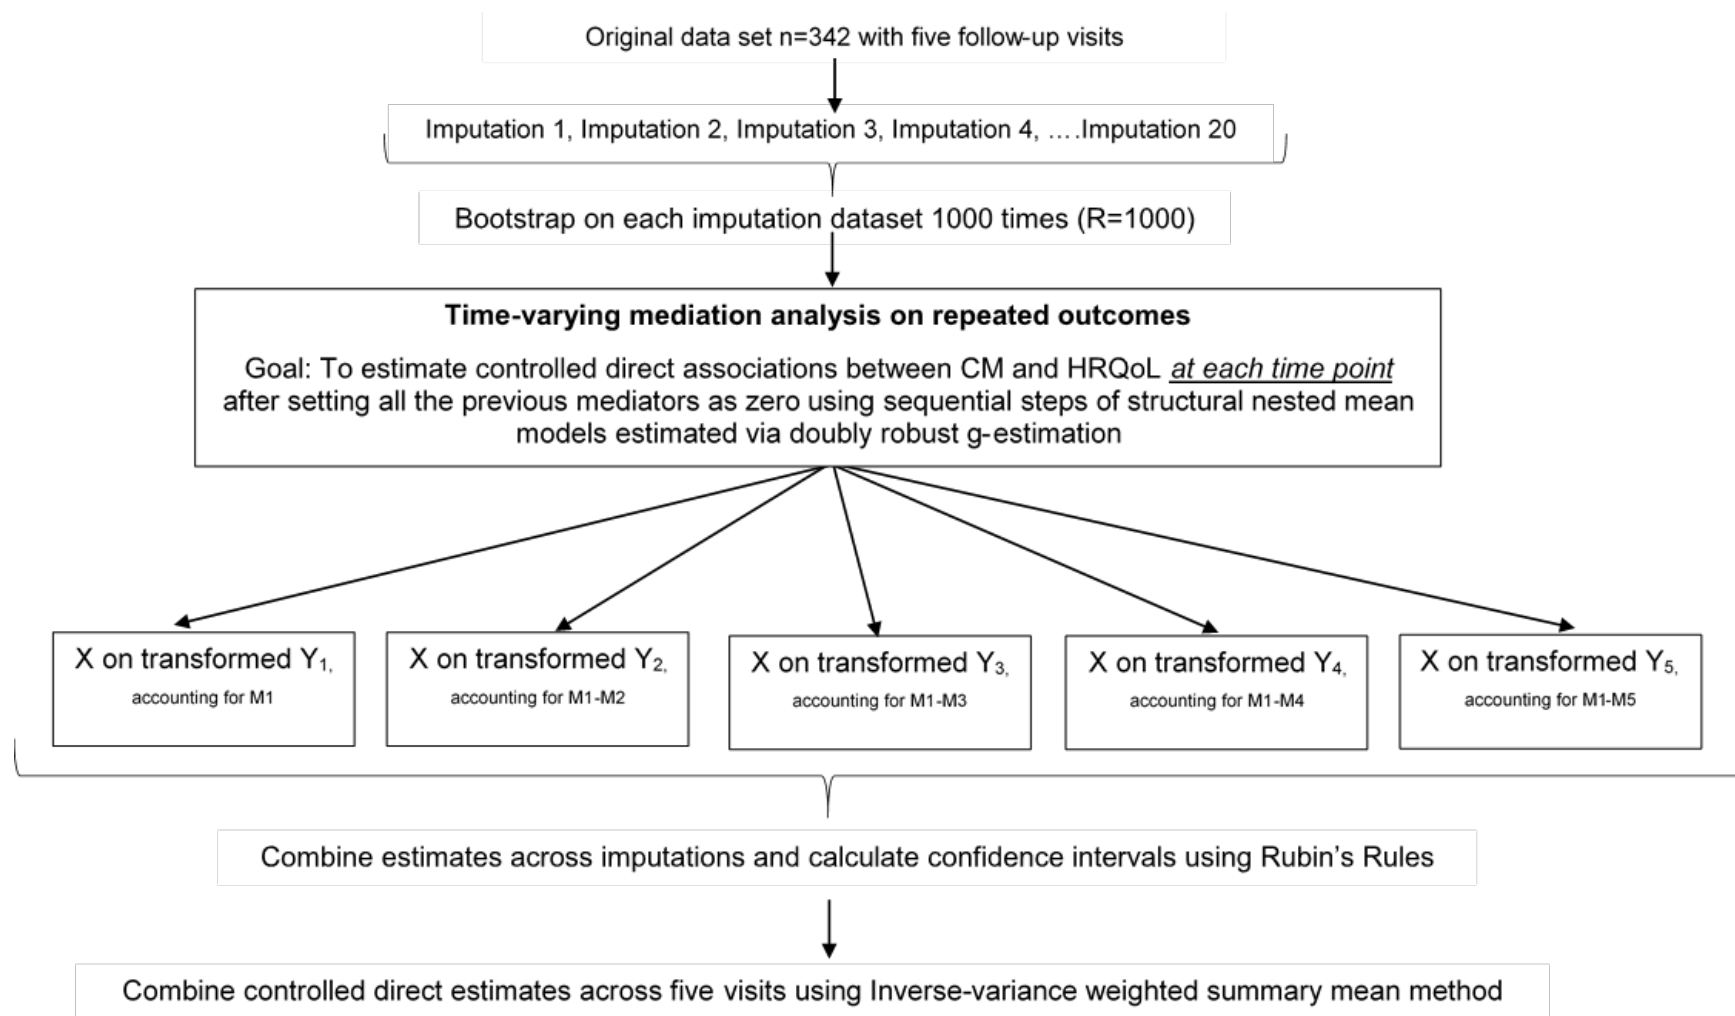 Original data set n=342 with five follow-up visits
Imputation 1, Imputation 2, Imputation 3, Imputation 4, ….Imputation 20
Bootstrap on each imputation dataset 1000 times (R=1000)
Time-varying mediation analysis on repeated outcomes
Goal: To estimate controlled direct associations between CM and HRQoL at each time point
after setting all the previous mediators as zero using sequential steps of structural nested mean
models estimated via doubly robust g-estimation
X on transformed Y₁,
accounting for M1
X on transformed Y₂,
accounting for M1-M2
X on transformed Y₃,
accounting for M1-M3
X on transformed Y₄,
accounting for M1-M4
X on transformed Y₅,
accounting for M1-M5
Combine estimates across imputations and calculate confidence intervals using Rubin’s Rules
Combine controlled direct estimates across five visits using Inverse-variance weighted summary mean method